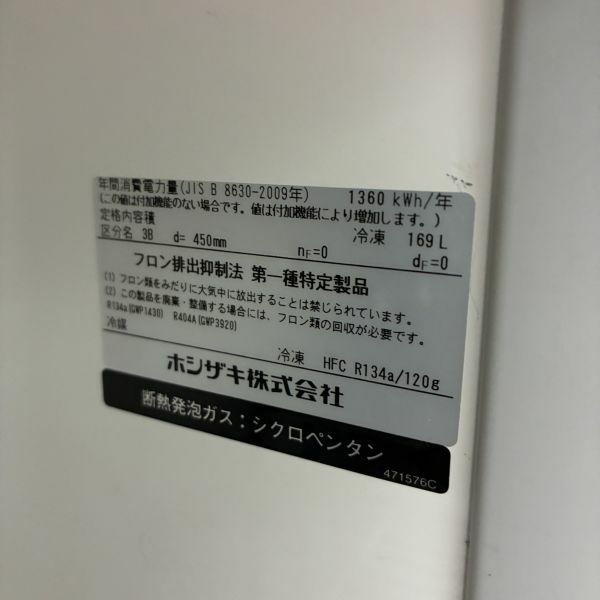 年間消費電力量(JIS B 8630-2009年) 1360 kWh/年
(この値は付加機能のない場合です。値は付加機能により増加します。)
定格内容積 冷凍 169 L
区分名 3B d= 450mm nF=0 dF=0
フロン排出抑制法 第一種特定製品
(1) フロン類をみだりに大気中に放出することは禁じられています。
(2) この製品を廃棄・整備する場合には、フロン類の回収が必要です。
R134a(GWP1430) R404A(GWP3920)
冷媒
冷凍 HFC R134a/120g
ホシザキ株式会社
断熱発泡ガス：シクロペンタン
471576C